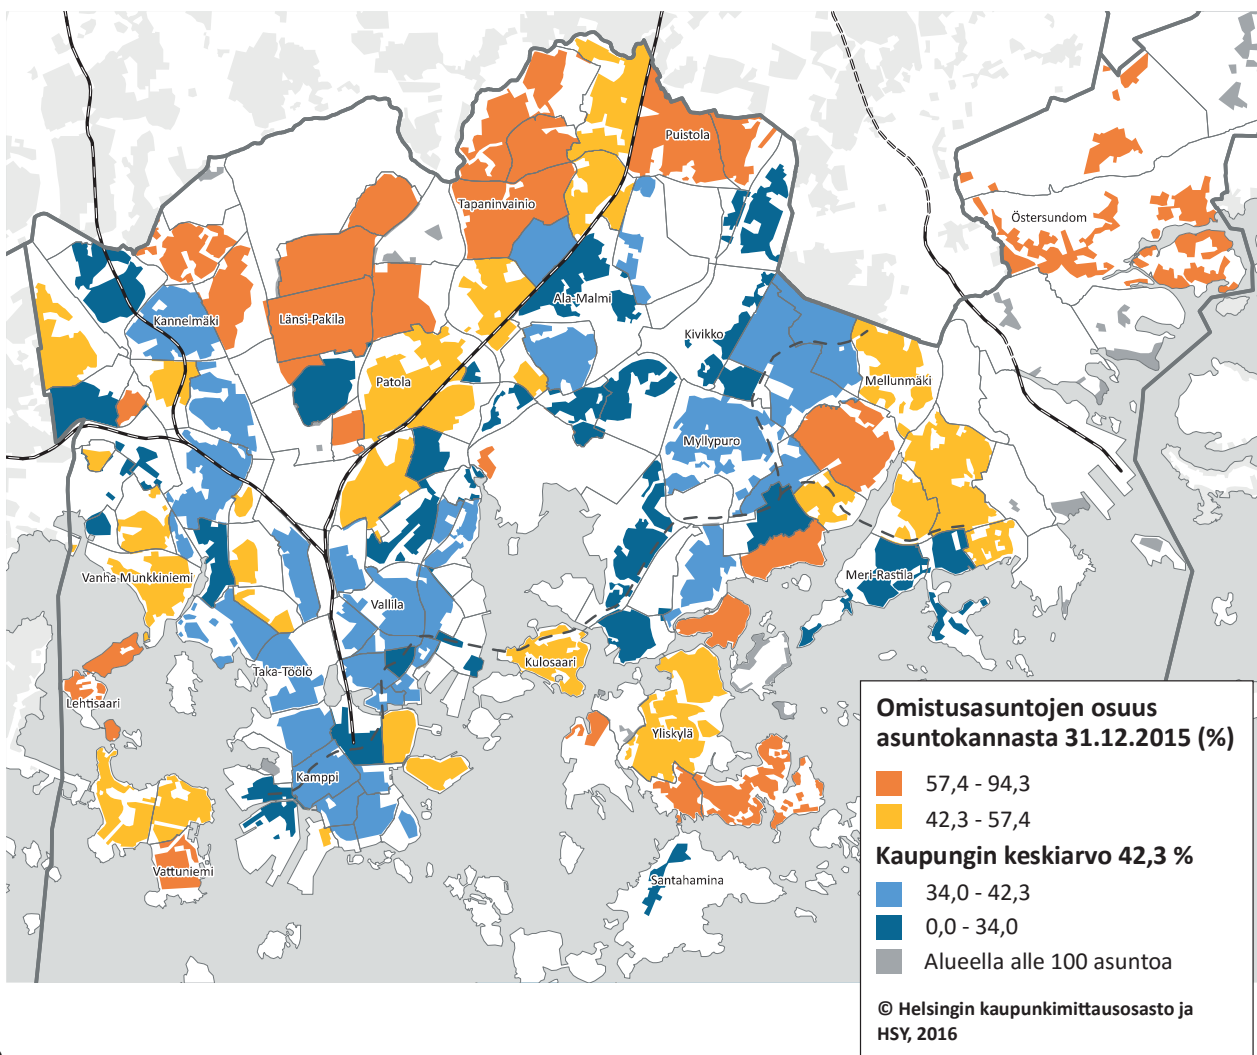 Puistola
Tapaninvainio
Östersundom
Ala-Malmi
Kannelmäki
Länsi-Pakila
Kivikko
Patola
Mellunmäki
Myllypuro
Vanha Munkkiniemi
Meri-Rastila
Vallila
Kulosaari
Taka-Töölö
Lehtisaari
Yliskylä
Kamppi
Vattuniemi
Santahamina
Omistusasuntojen osuus
asuntokannasta 31.12.2015 (%)
57,4 - 94,3
42,3 - 57,4
Kaupungin keskiarvo 42,3 %
34,0 - 42,3
0,0 - 34,0
Alueella alle 100 asuntoa
© Helsingin kaupunkimittausosasto ja
HSY, 2016